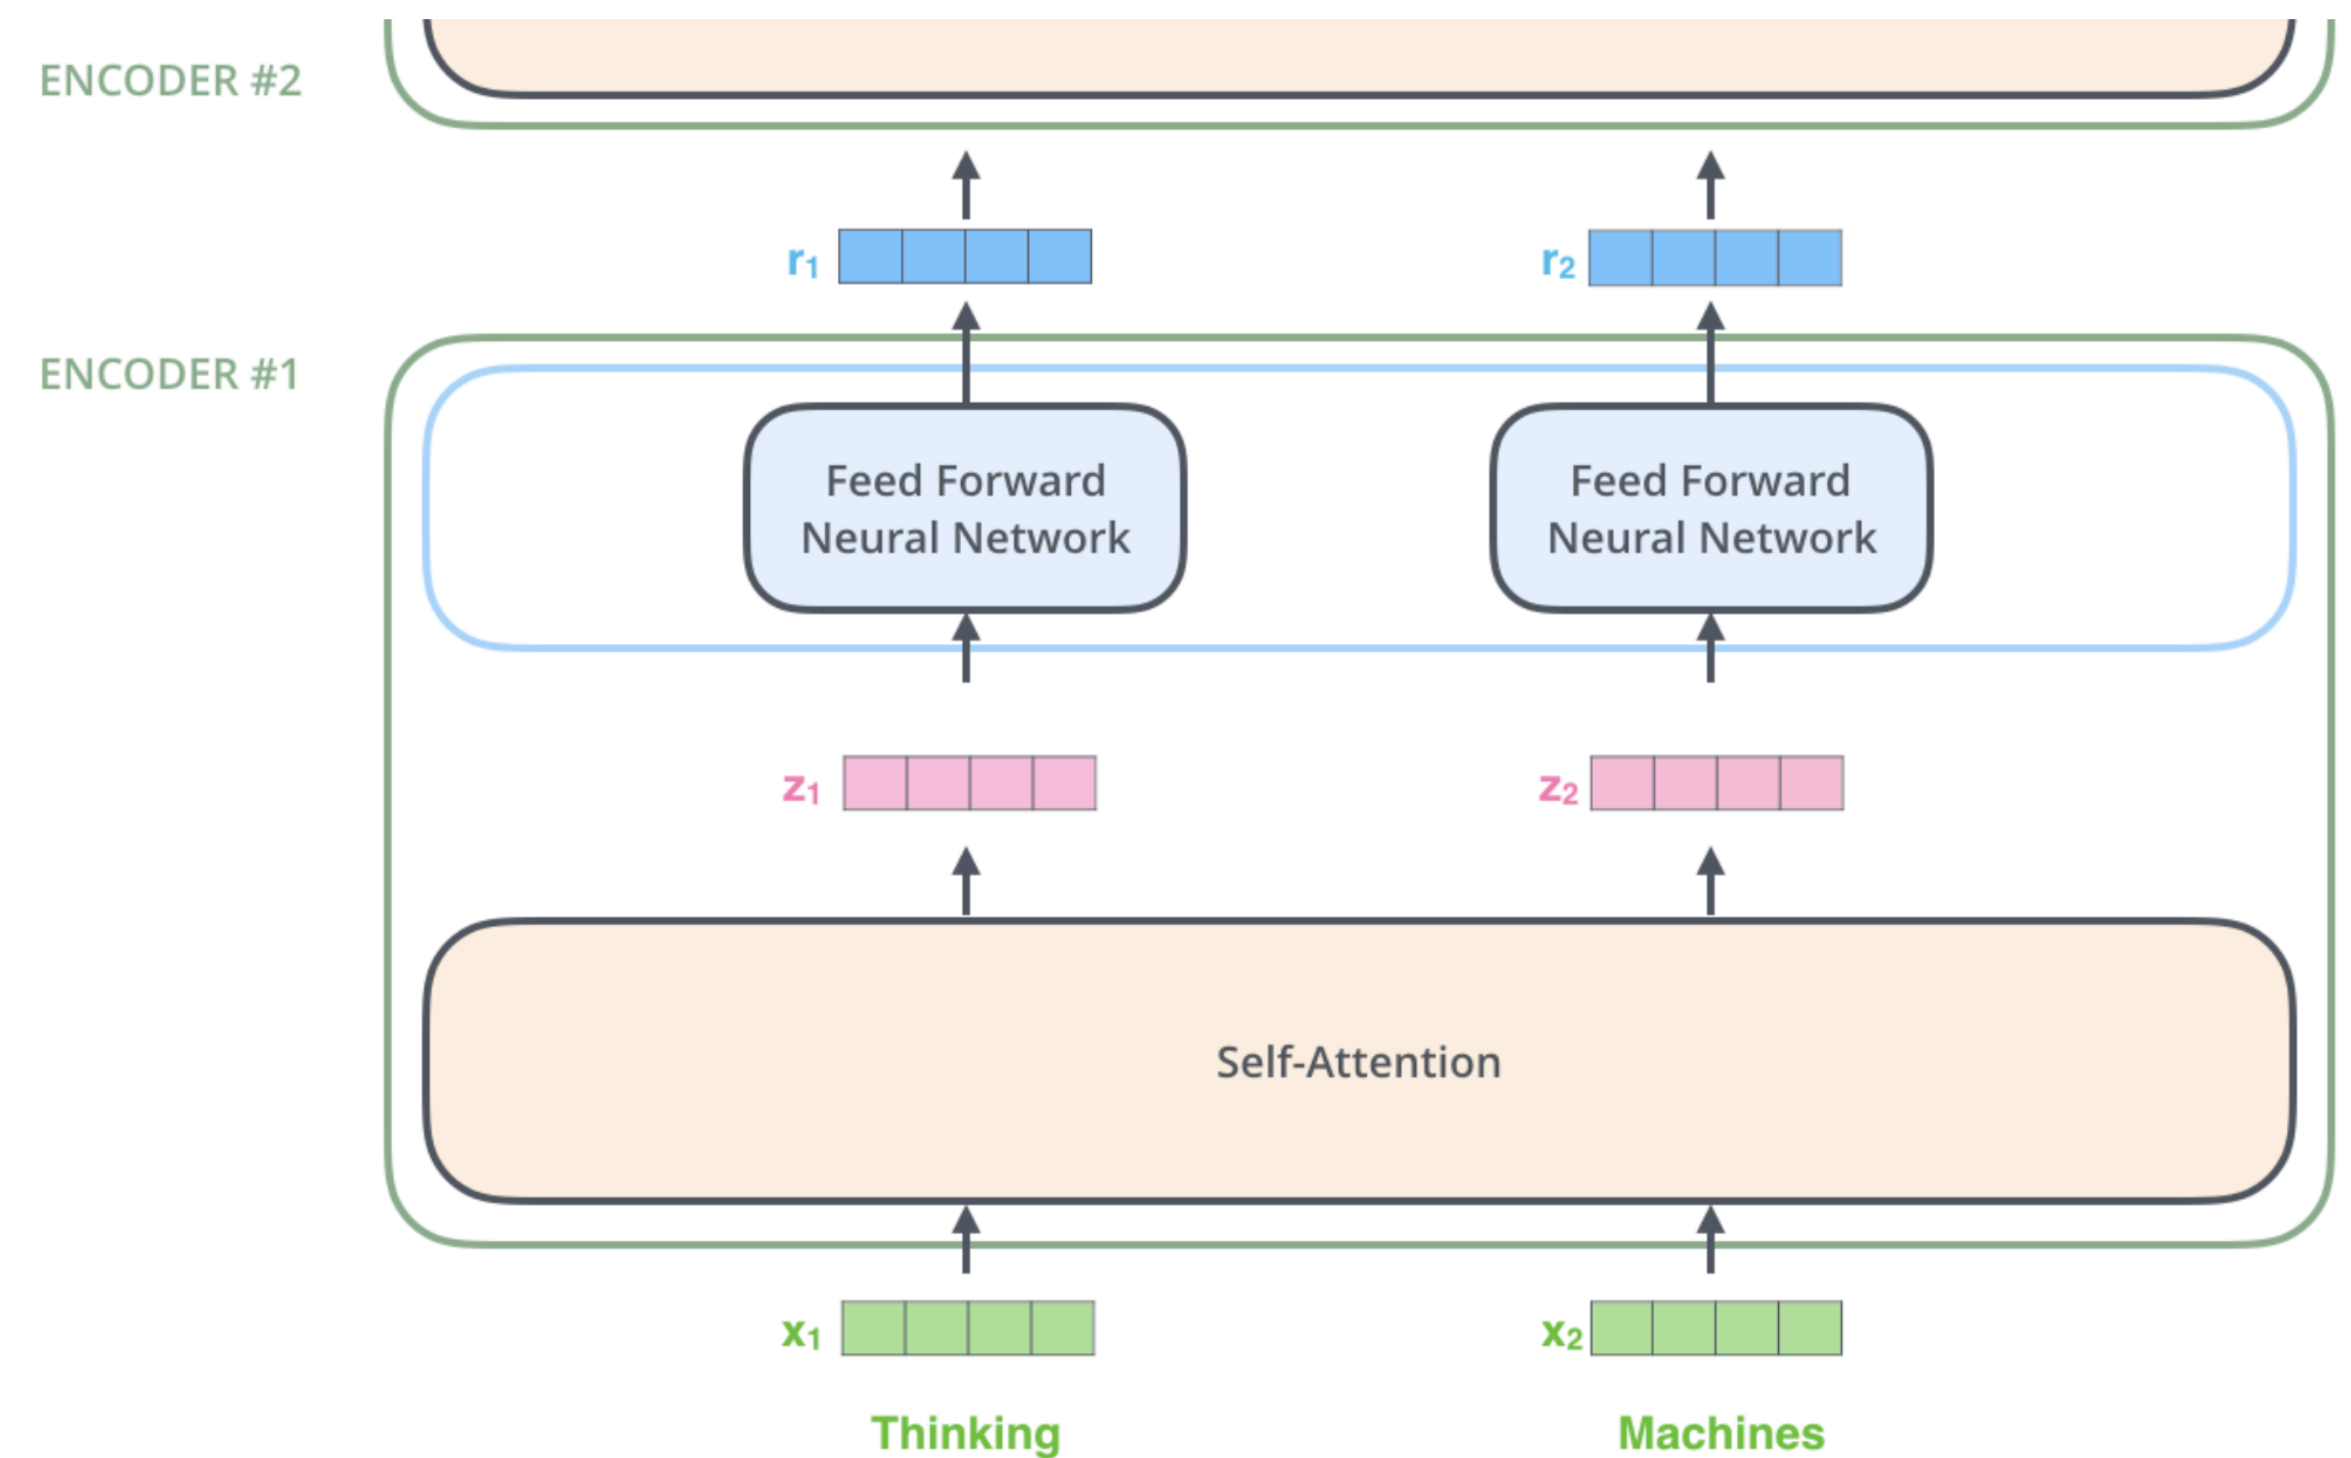 ENCODER #2
r₁
r₂
ENCODER #1
Feed Forward
Neural Network
Feed Forward
Neural Network
z₁
z₂
Self-Attention
x₁
x₂
Thinking
Machines